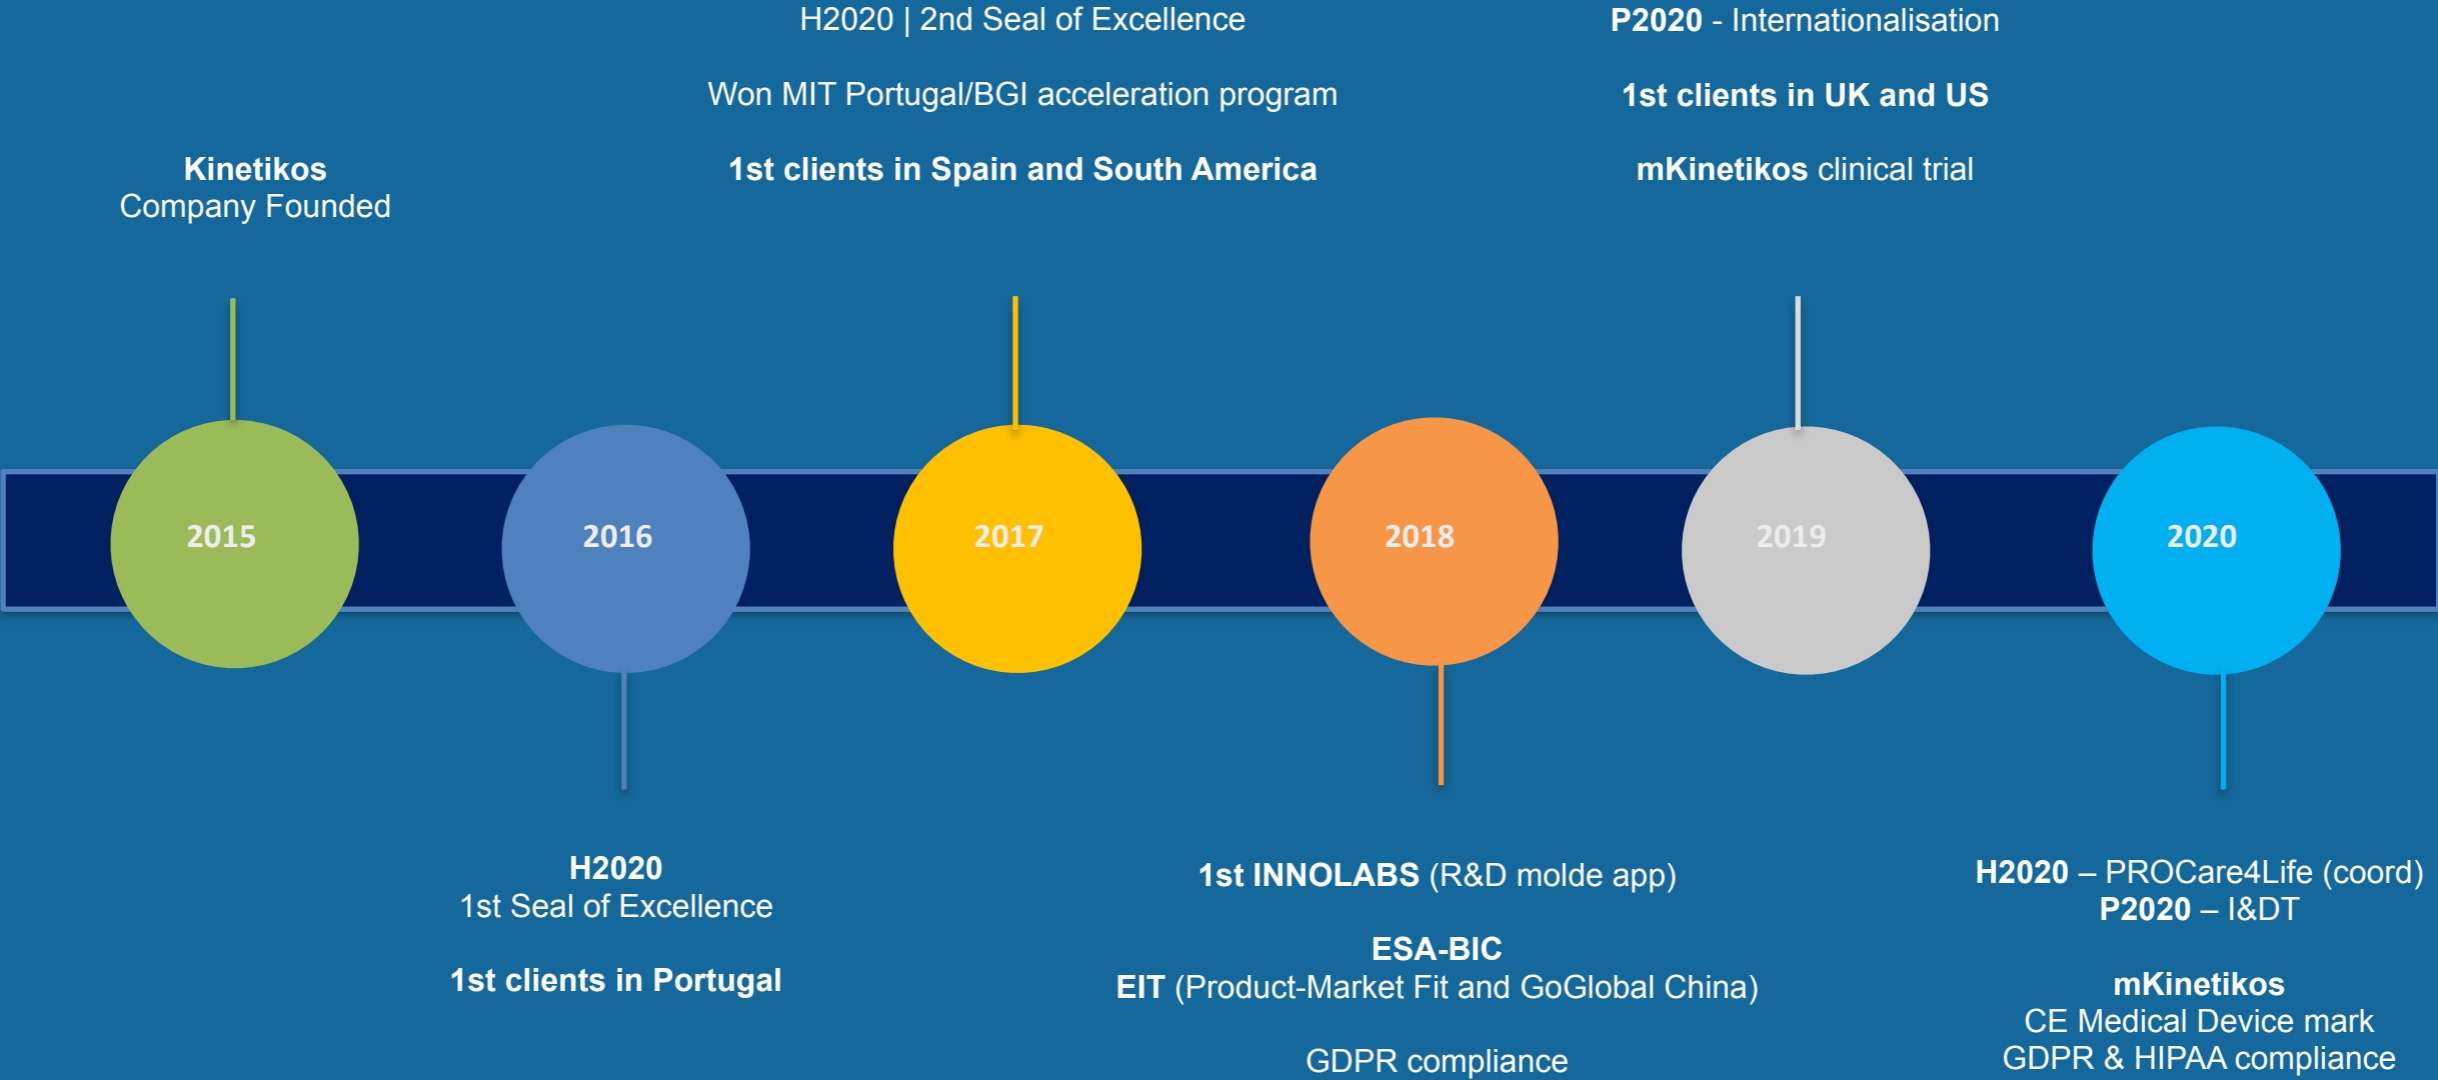 H2020 | 2nd Seal of Excellence
Won MIT Portugal/BGI acceleration program
1st clients in Spain and South America
P2020 - Internationalisation
1st clients in UK and US
mKinetikos clinical trial
Kinetikos
Company Founded
2015
2016
2017
2018
2019
2020
H2020
1st Seal of Excellence
1st clients in Portugal
1st INNOLABS (R&D molde app)
ESA-BIC
EIT (Product-Market Fit and GoGlobal China)
GDPR compliance
H2020 – PROCare4Life (coord)
P2020 – I&DT
mKinetikos
CE Medical Device mark
GDPR & HIPAA compliance